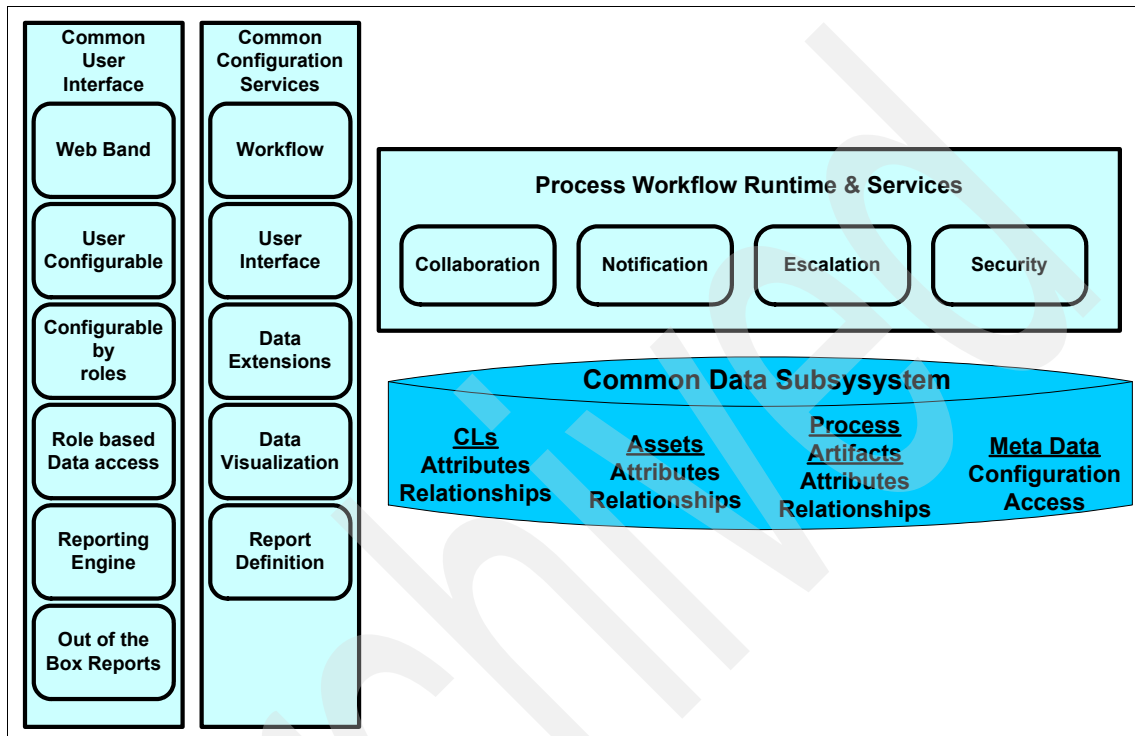 Common
User
Interface
Web Band
User
Configurable
Configurable
by
roles
Role based
Data access
Reporting
Engine
Out of the
Box Reports
Common
Configuration
Services
Workflow
User
Interface
Data
Extensions
Data
Visualization
Report
Definition
Process Workflow Runtime & Services
Collaboration
Notification
Escalation
Security
Common Data Subsysystem
CLs
Attributes
Relationships
Assets
Attributes
Relationships
Process
Artifacts
Attributes
Relationships
Meta Data
Configuration
Access